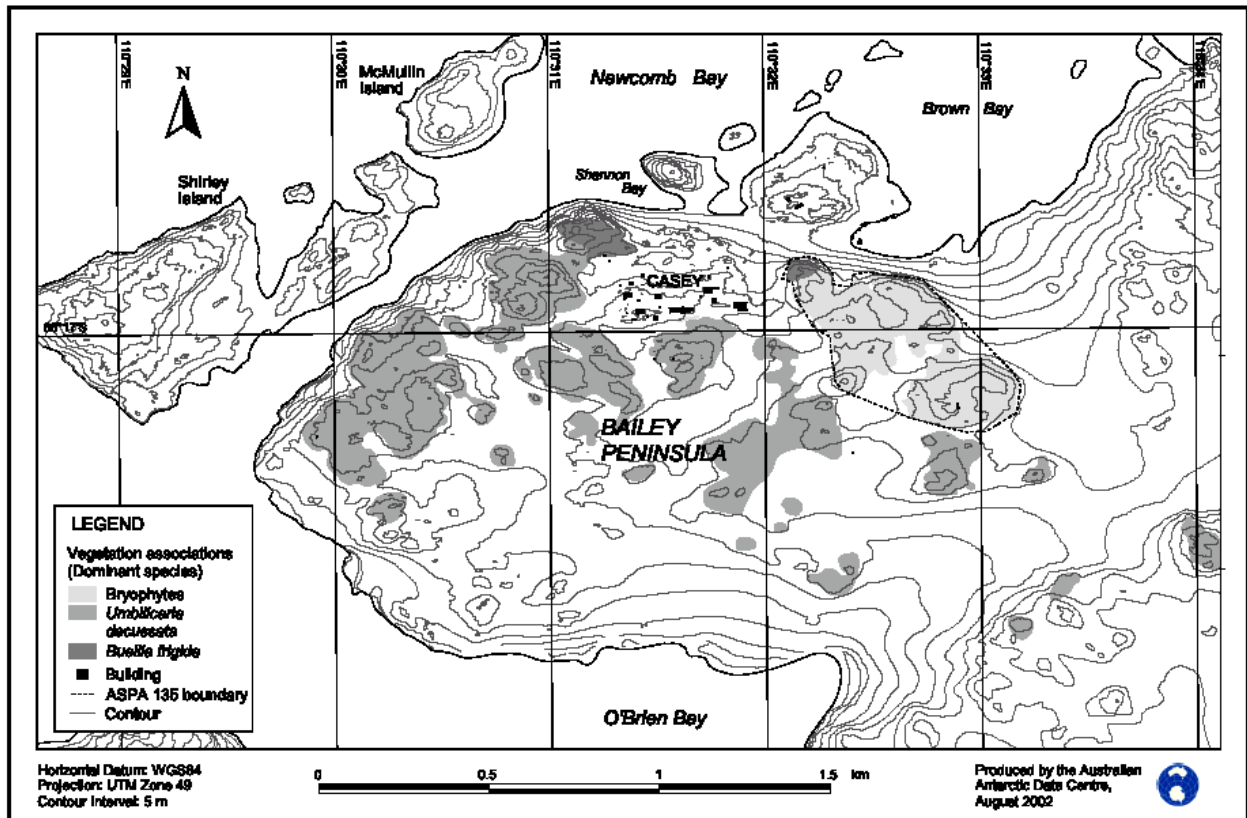 110°29'E
110°30'E
110°31'E
110°32'E
110°33'E
N
McMullin
Island
Newcomb Bay
Brown Bay
Shirley
Island
Shannon
Bay
CASEY
66°17'S
BAILEY
PENINSULA
O'Brien Bay
LEGEND
Vegetation associations
(Dominant species)
Bryophytes
Umbilicaria
decussata
Buellia frigida
Building
ASPA 135 boundary
Contour
Horizontal Datum: WGS84
Projection: UTM Zone 49
Contour Interval: 5 m
0 0.5 1 1.5 km
Produced by the Australian
Antarctic Data Centre,
August 2002